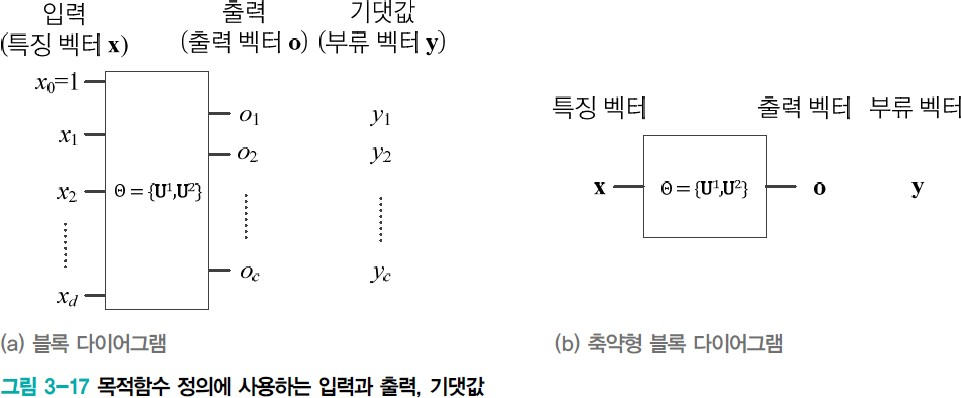 입력
(특징 벡터 x)
출력
(출력 벡터 o)
기댓값
(부류 벡터 y)
x₀=1
x₁
x₂
x_d
Θ = {U¹,U²}
o₁
o₂
o_c
y₁
y₂
y_c
(a) 블록 다이어그램
특징 벡터
출력 벡터
부류 벡터
x
Θ = {U¹,U²}
o
y
(b) 축약형 블록 다이어그램
그림 3-17 목적함수 정의에 사용하는 입력과 출력, 기댓값